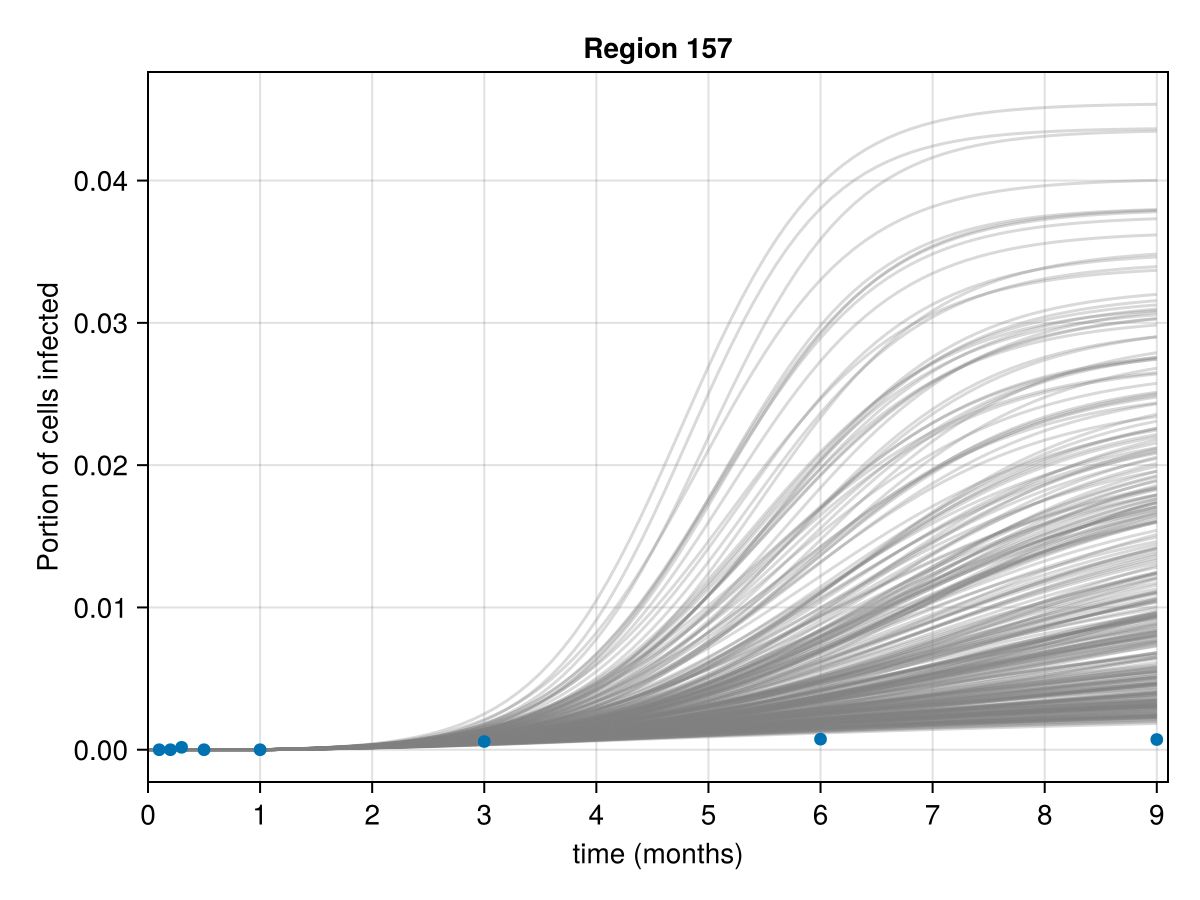 Region 157
Portion of cells infected
0.04
0.03
0.02
0.01
0.00
0 1 2 3 4 5 6 7 8 9
time (months)